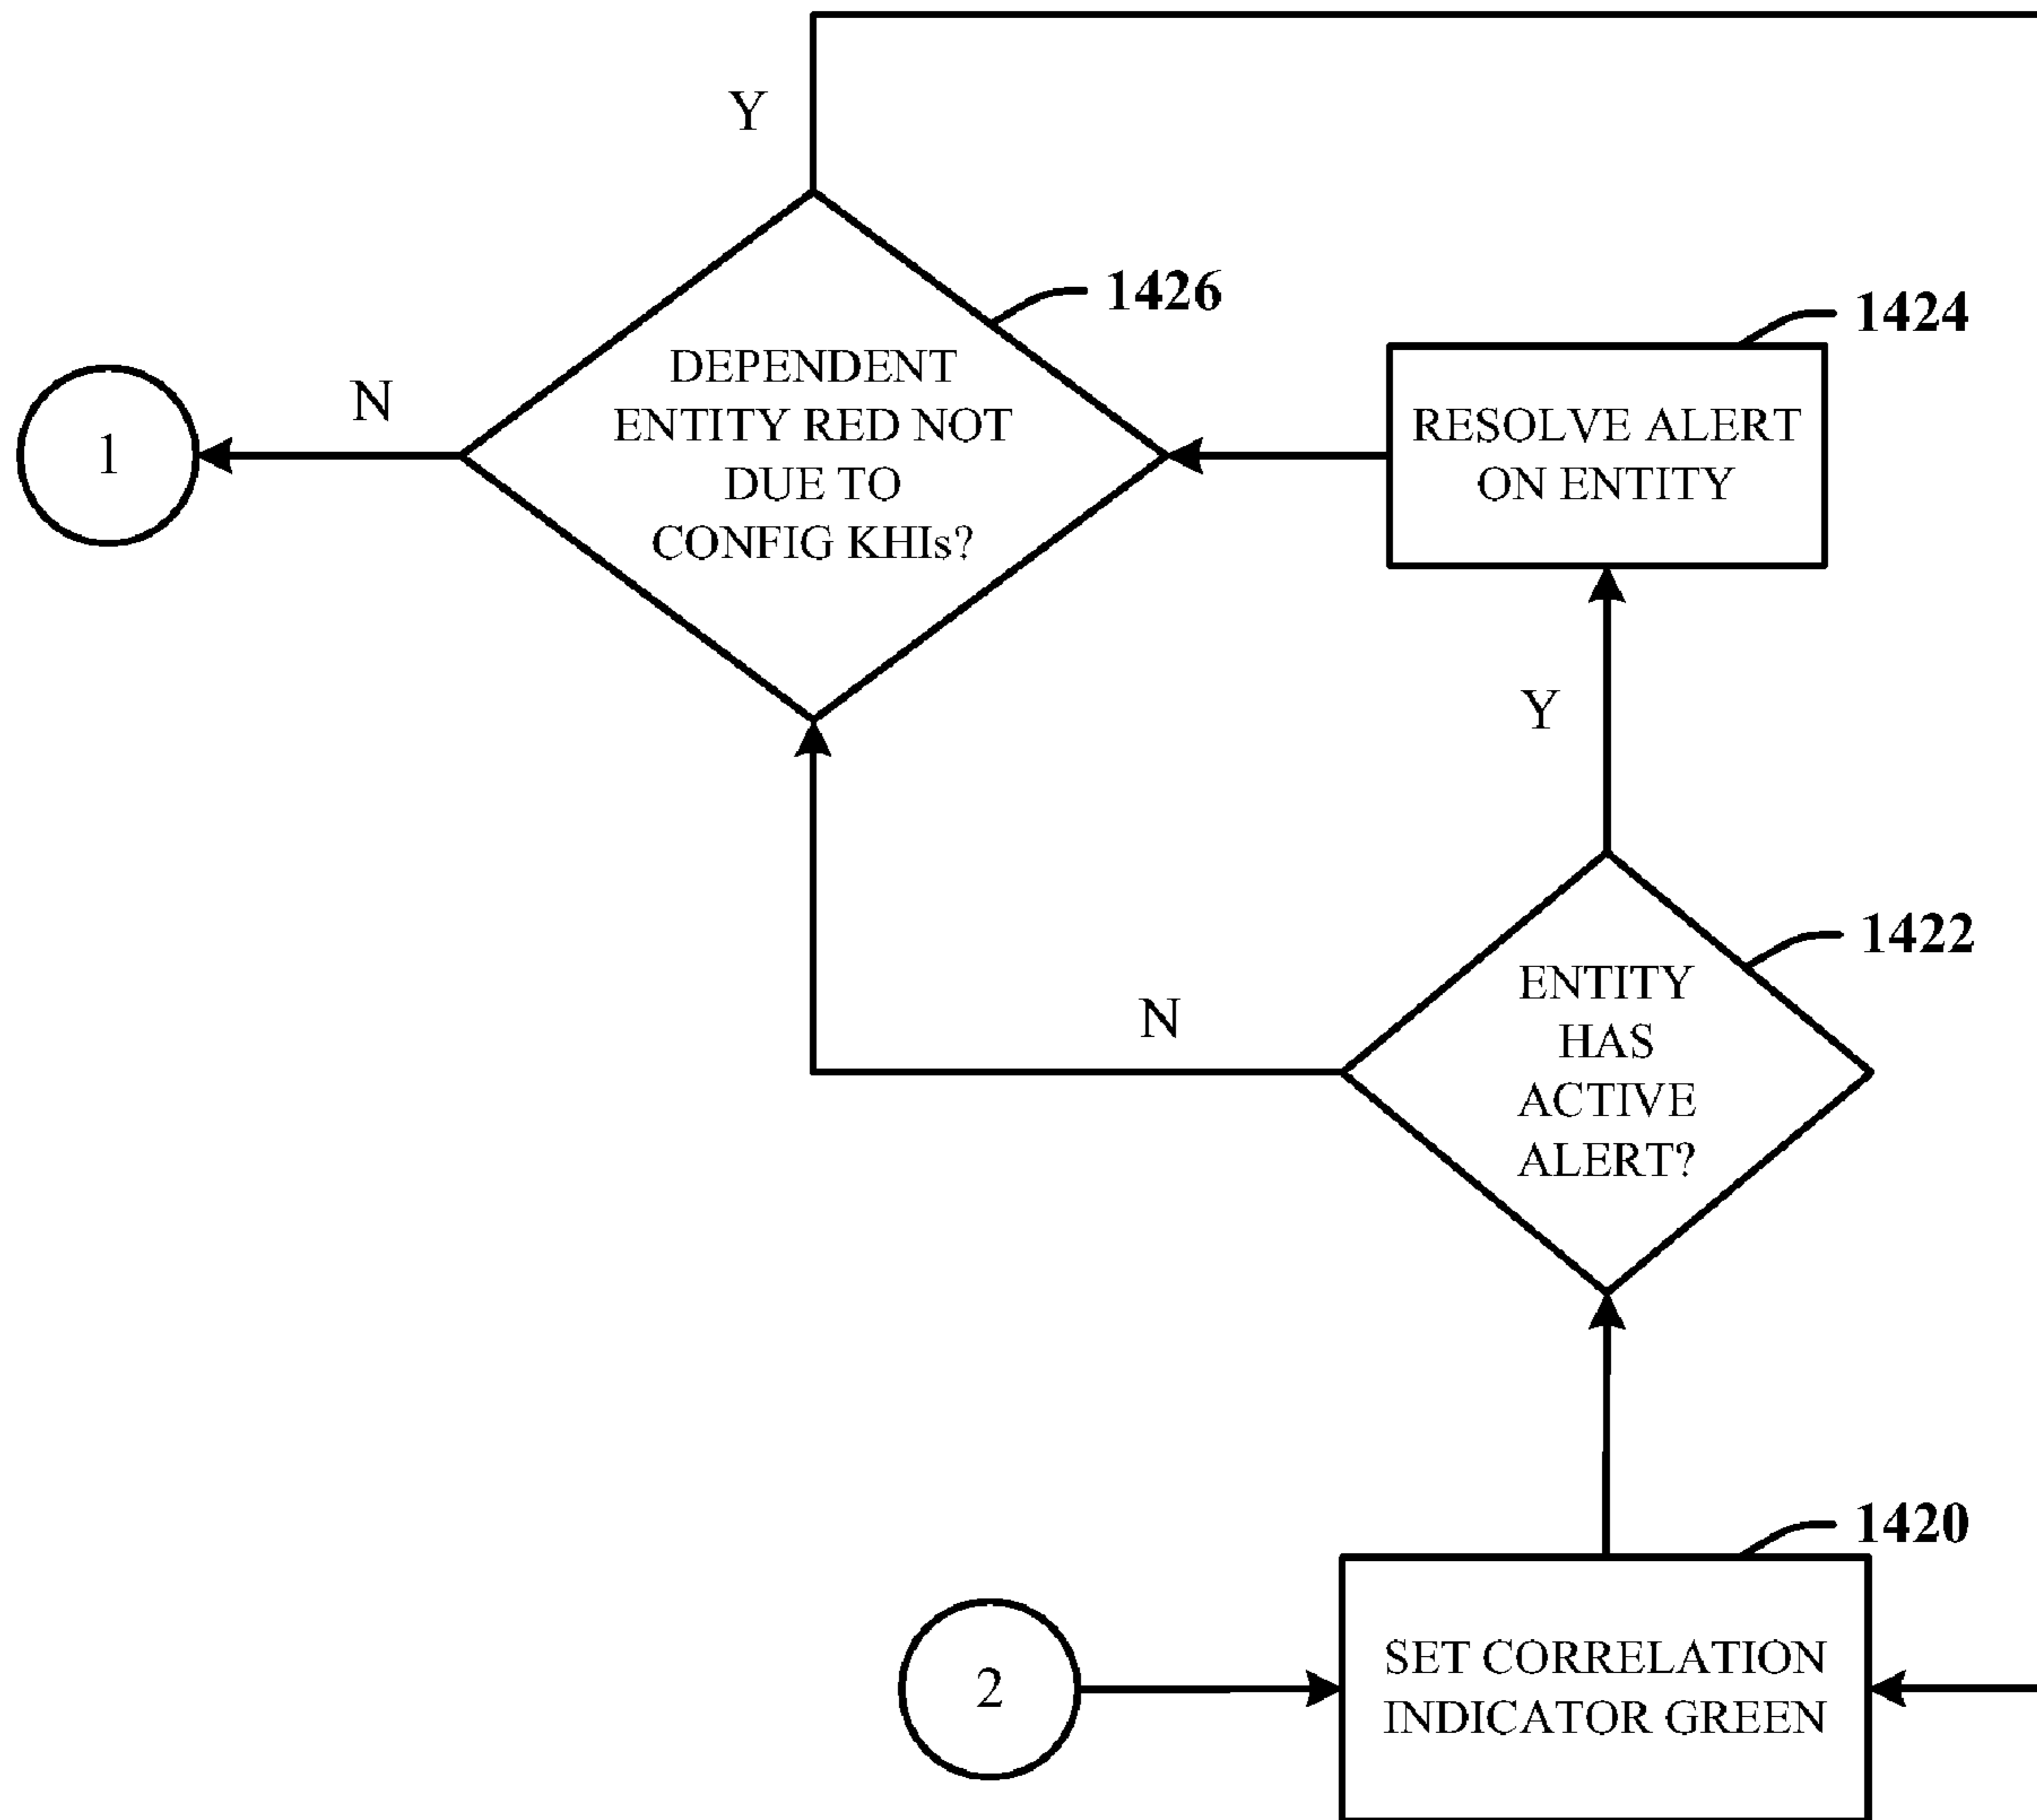 Y
1426
1424
DEPENDENT
ENTITY RED NOT
DUE TO
CONFIG KHIs?
N
1
RESOLVE ALERT
ON ENTITY
Y
1422
ENTITY
HAS
ACTIVE
ALERT?
N
1420
2
SET CORRELATION
INDICATOR GREEN